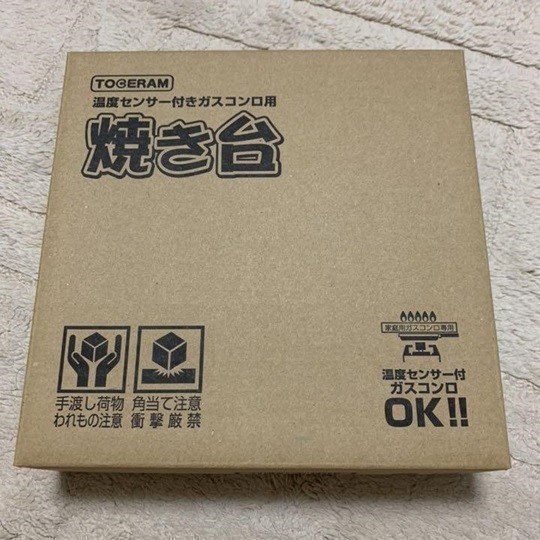 TOCERAM
温度センサー付きガスコンロ用
焼き台
家庭用ガスコンロ専用
温度センサー付
ガスコンロ
OK!!
手渡し荷物
われもの注意
角当て注意
衝撃厳禁